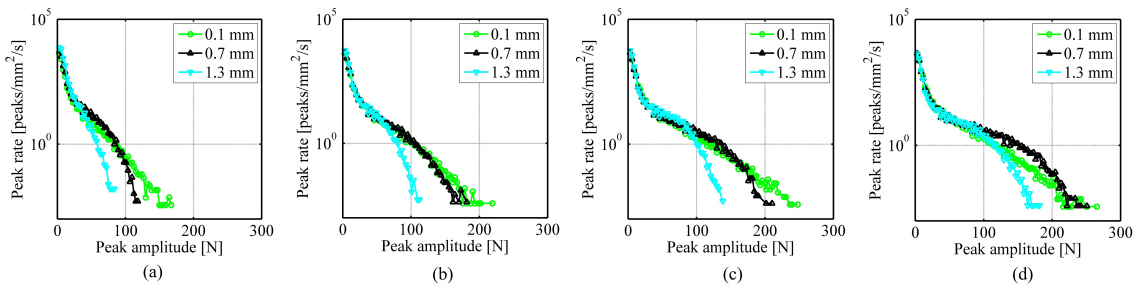 10^5
10^0
Peak rate [peaks/mm^2/s]
0.1 mm
0.7 mm
1.3 mm
0 100 200 300
Peak amplitude [N]
(a)
10^5
10^0
Peak rate [peaks/mm^2/s]
0.1 mm
0.7 mm
1.3 mm
0 100 200 300
Peak amplitude [N]
(b)
10^5
10^0
Peak rate [peaks/mm^2/s]
0.1 mm
0.7 mm
1.3 mm
0 100 200 300
Peak amplitude [N]
(c)
10^5
10^0
Peak rate [peaks/mm^2/s]
0.1 mm
0.7 mm
1.3 mm
0 100 200 300
Peak amplitude [N]
(d)